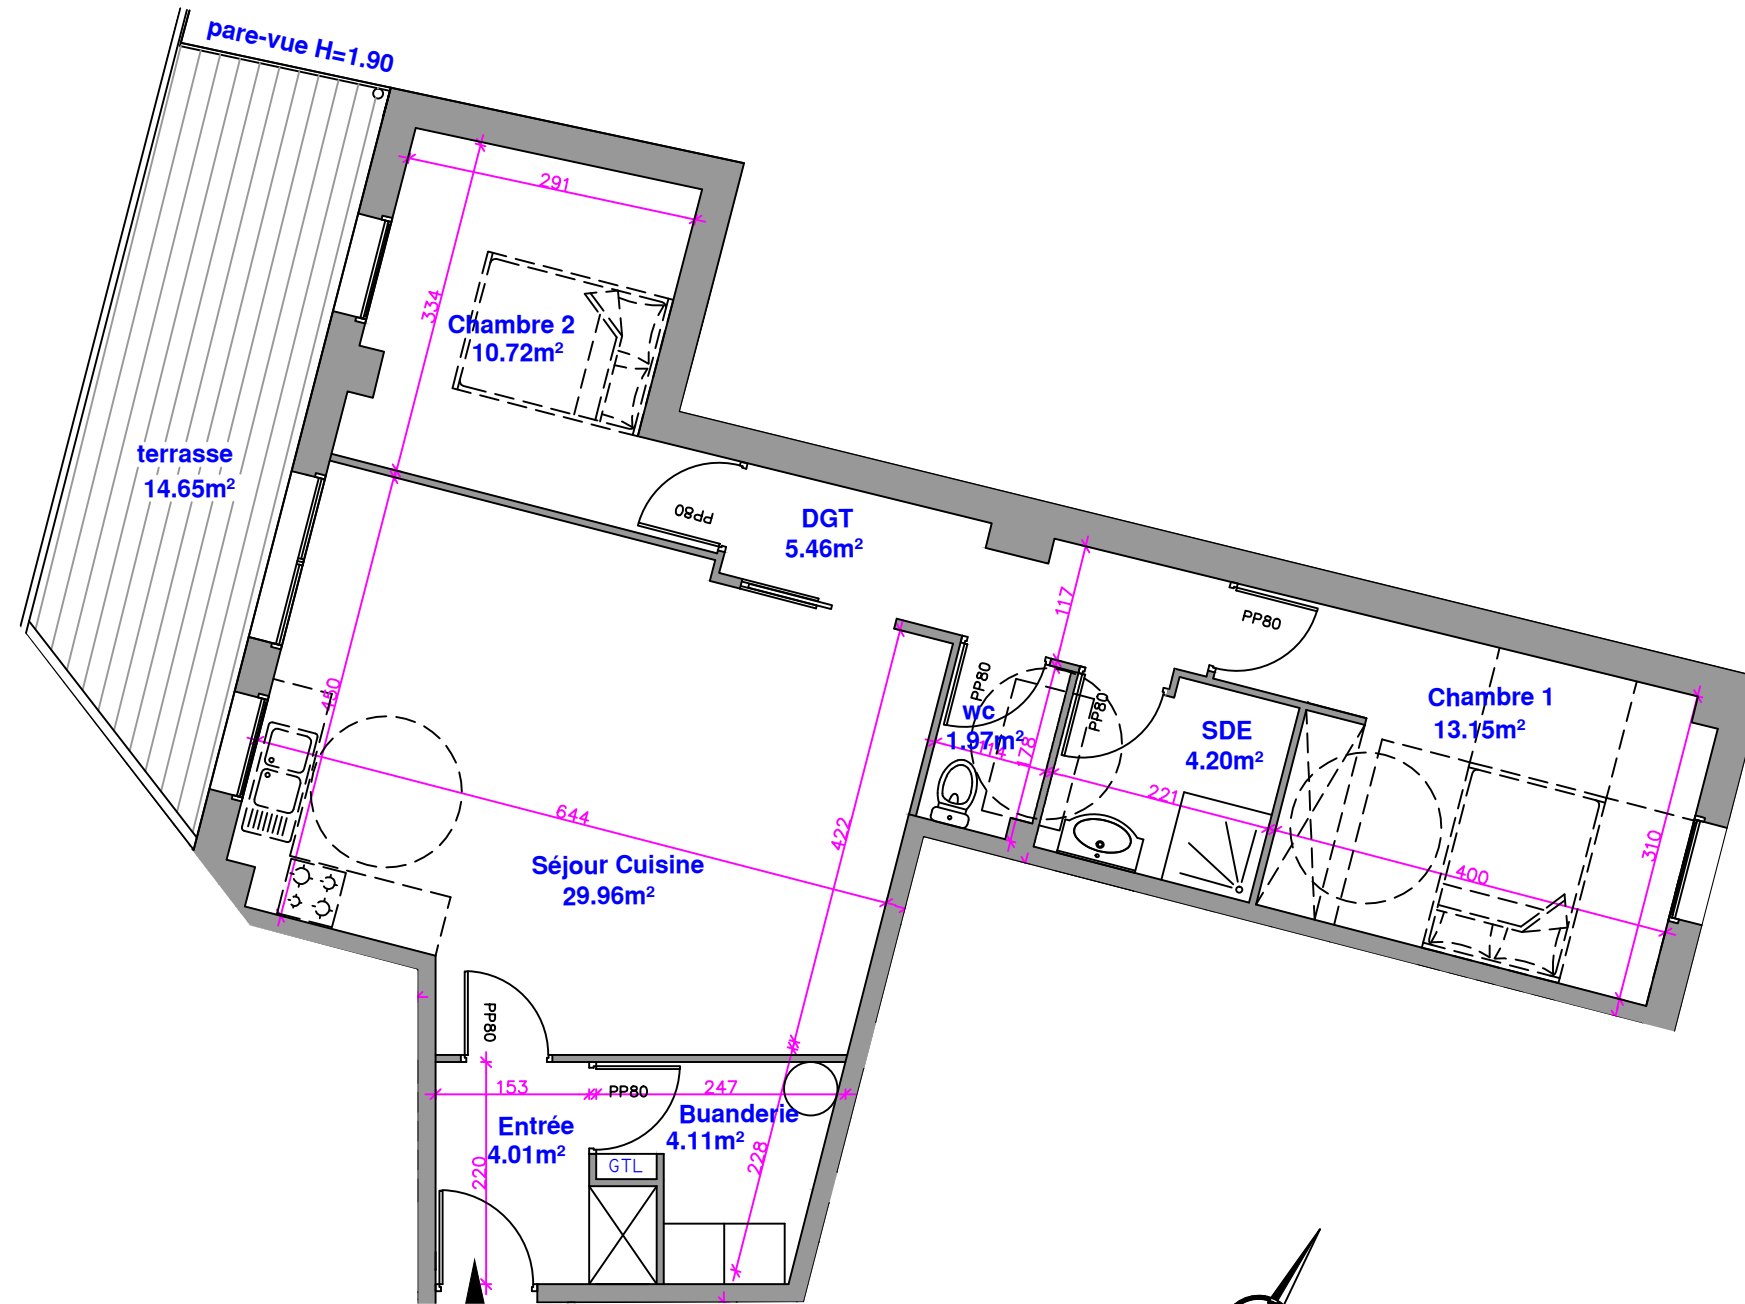 pare-vue H=1.90
291
334
Chambre 2
10.72m²
terrasse
14.65m²
PP80
DGT
5.46m²
117
PP80
PP80
PP80
wc
1.97m²
114
178
SDE
4.20m²
221
Chambre 1
13.15m²
310
400
450
644
422
Séjour Cuisine
29.96m²
PP80
153
PP80
247
Entrée
4.01m²
Buanderie
4.11m²
GTL
220
228